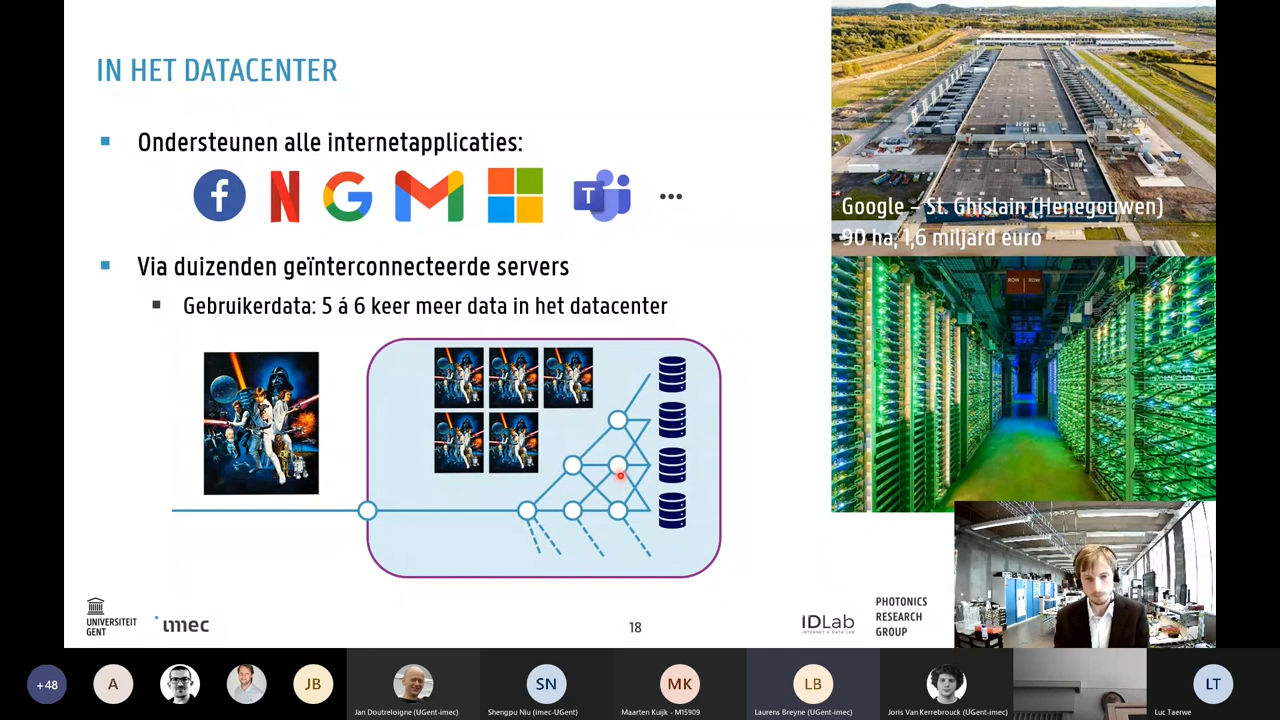 IN HET DATACENTER
Ondersteunen alle internetapplicaties:
f
N
G
T
...
Via duizenden geïnterconnecteerde servers
Gebruikerdata: 5 á 6 keer meer data in het datacenter
Google – St. Ghislain (Henegouwen)
90 ha, 1,6 miljard euro
ROW ROW
UNIVERSITEIT
GENT
imec
18
IDLab
INTERNET & DATA LAB
PHOTONICS
RESEARCH
GROUP
+48
A
JB
Jan Doutreloigne (UGent-imec)
SN
Shengpu Niu (imec-UGent)
MK
Maarten Kuijk - M15909
LB
Laurens Breyne (UGent-imec)
Joris Van Kerrebrouck (UGent-imec)
LT
Luc Taerwe